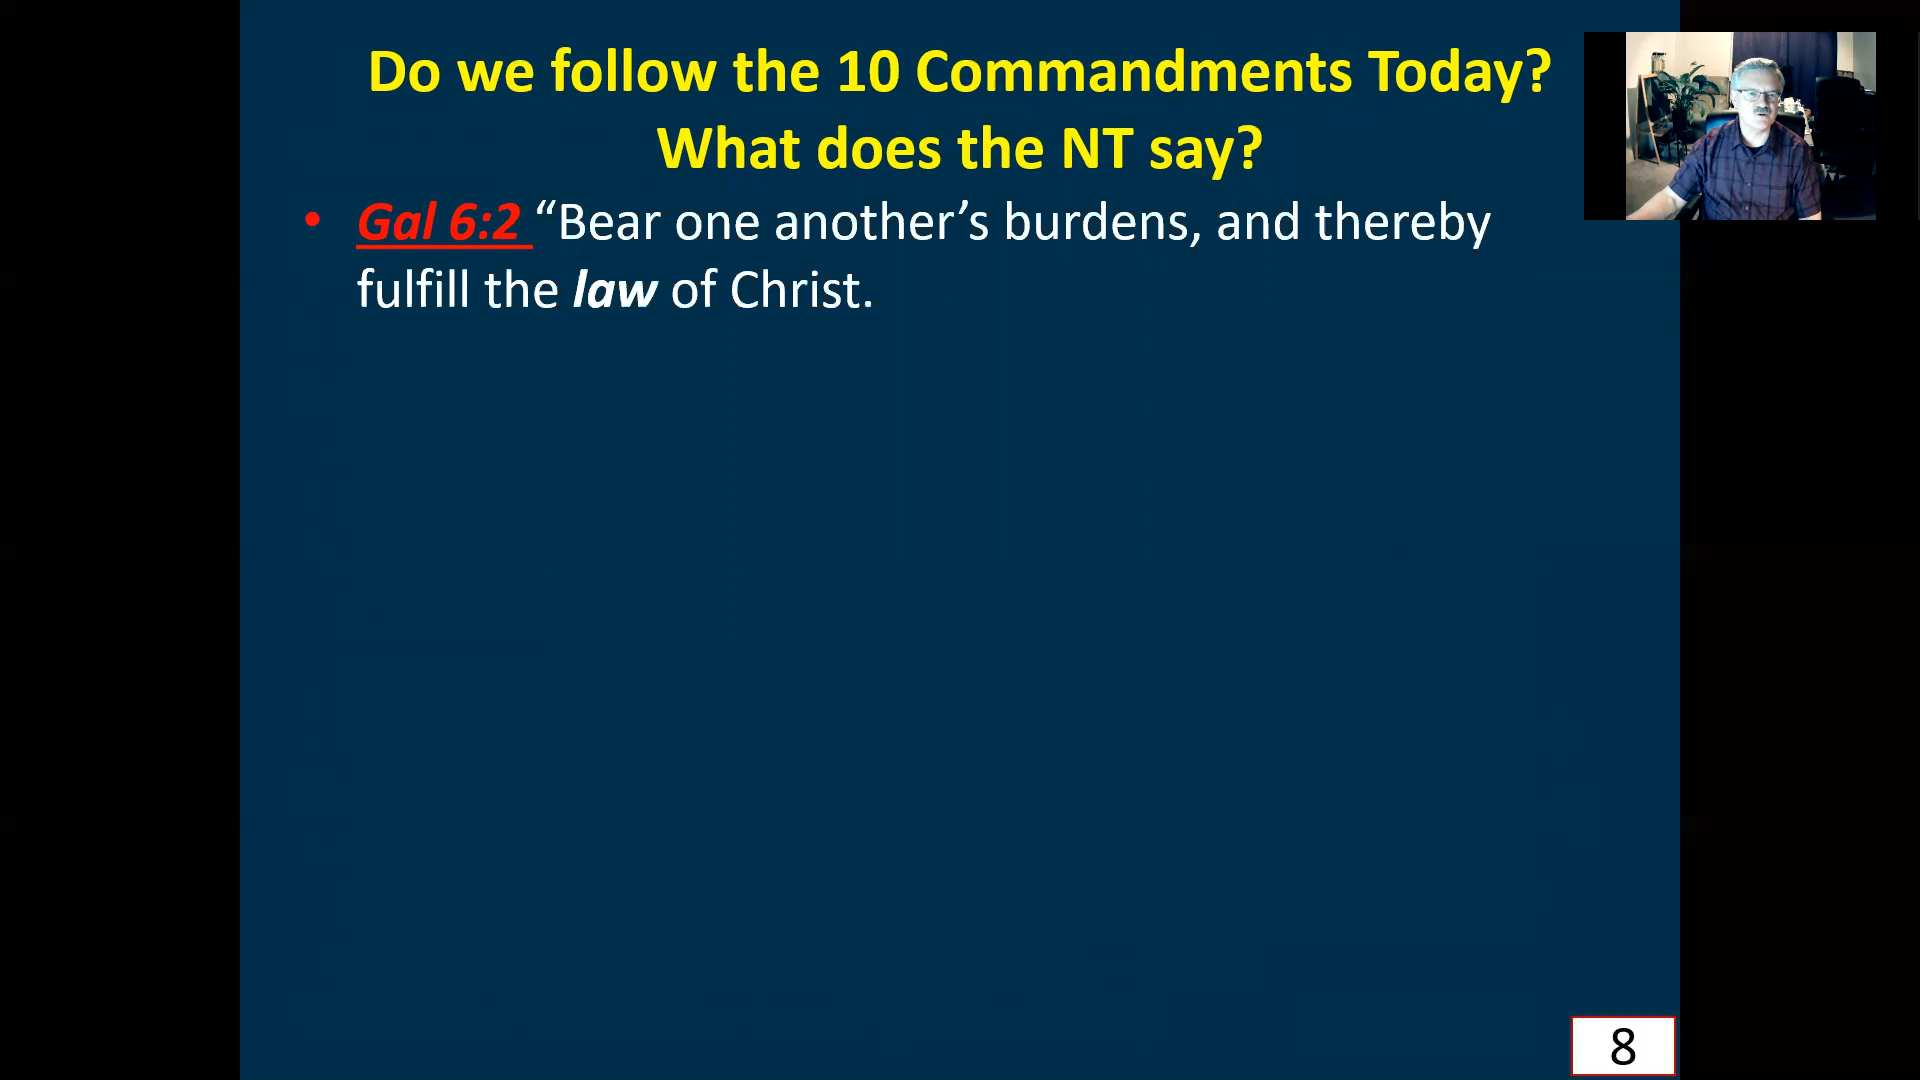 Do we follow the 10 Commandments Today?
What does the NT say?
• Gal 6:2 “Bear one another’s burdens, and thereby
fulfill the law of Christ.
8